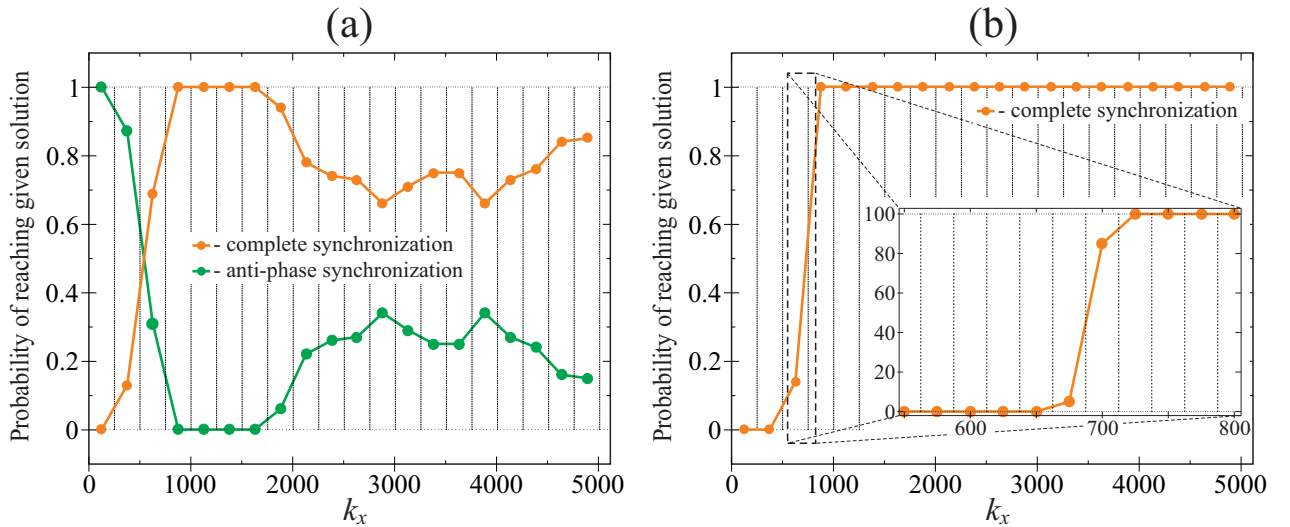 (a)
Probability of reaching given solution
1
0.8
0.6
0.4
0.2
0
- complete synchronization
- anti-phase synchronization
0 1000 2000 3000 4000 5000
kₓ
(b)
Probability of reaching given solution
1
0.8
0.6
0.4
0.2
0
- complete synchronization
100
80
60
40
20
0
600 700 800
0 1000 2000 3000 4000 5000
kₓ